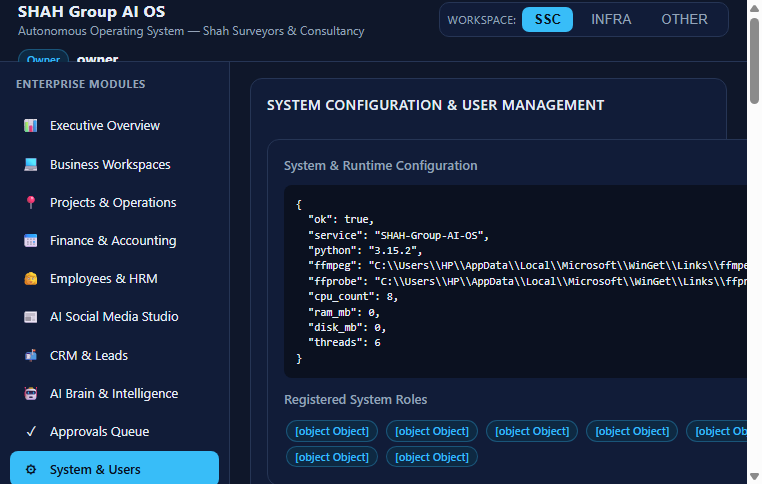 SHAH Group AI OS
Autonomous Operating System — Shah Surveyors & Consultancy
WORKSPACE: SSC INFRA OTHER
Owner owner
ENTERPRISE MODULES
Executive Overview
Business Workspaces
Projects & Operations
Finance & Accounting
Employees & HRM
AI Social Media Studio
CRM & Leads
AI Brain & Intelligence
Approvals Queue
System & Users
SYSTEM CONFIGURATION & USER MANAGEMENT
System & Runtime Configuration
{
"ok": true,
"service": "SHAH-Group-AI-OS",
"python": "3.15.2",
"ffmpeg": "C:\\Users\\HP\\AppData\\Local\\Microsoft\\WinGet\\Links\\ffmpe
"ffprobe": "C:\\Users\\HP\\AppData\\Local\\Microsoft\\WinGet\\Links\\ffpr
"cpu_count": 8,
"ram_mb": 0,
"disk_mb": 0,
"threads": 6
}
Registered System Roles
[object Object] [object Object] [object Object] [object Object] [object Ob
[object Object] [object Object]